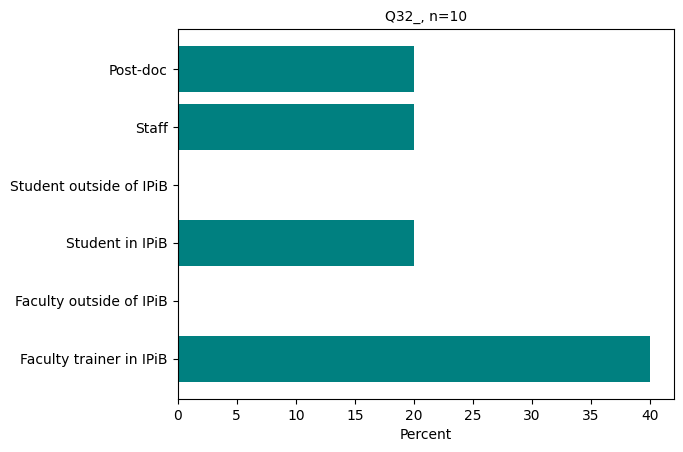 Q32_, n=10
Post-doc
Staff
Student outside of IPiB
Student in IPiB
Faculty outside of IPiB
Faculty trainer in IPiB
0 5 10 15 20 25 30 35 40
Percent